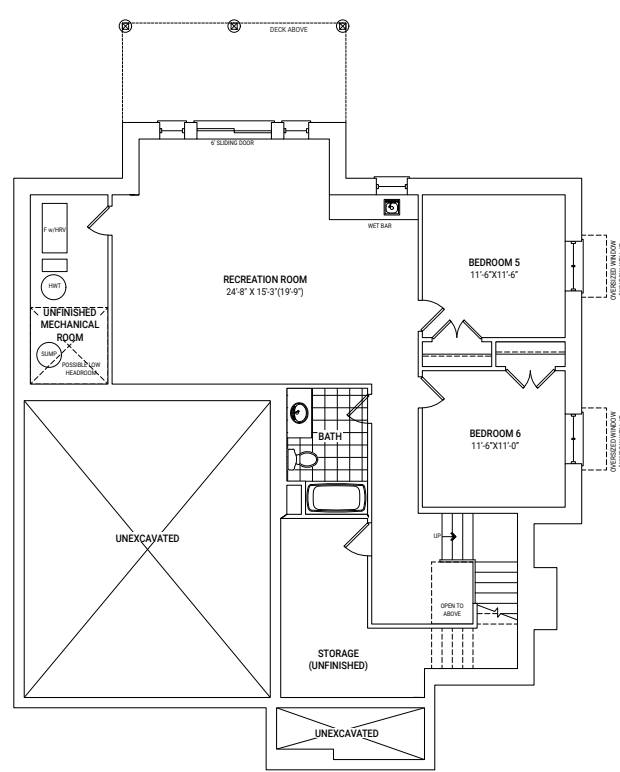 DECK ABOVE
6' SLIDING DOOR
WET BAR
F w/HRV
HWT
UNFINISHED
MECHANICAL
ROOM
SUMP
POSSIBLE LOW
HEADROOM
RECREATION ROOM
24'-8" X 15'-3"(19'-9")
BEDROOM 5
11'-6"X11'-6"
OVERSIZED WINDOW
BEDROOM 6
11'-6"X11'-0"
OVERSIZED WINDOW
BATH
UNEXCAVATED
UP
OPEN TO
ABOVE
STORAGE
(UNFINISHED)
UNEXCAVATED